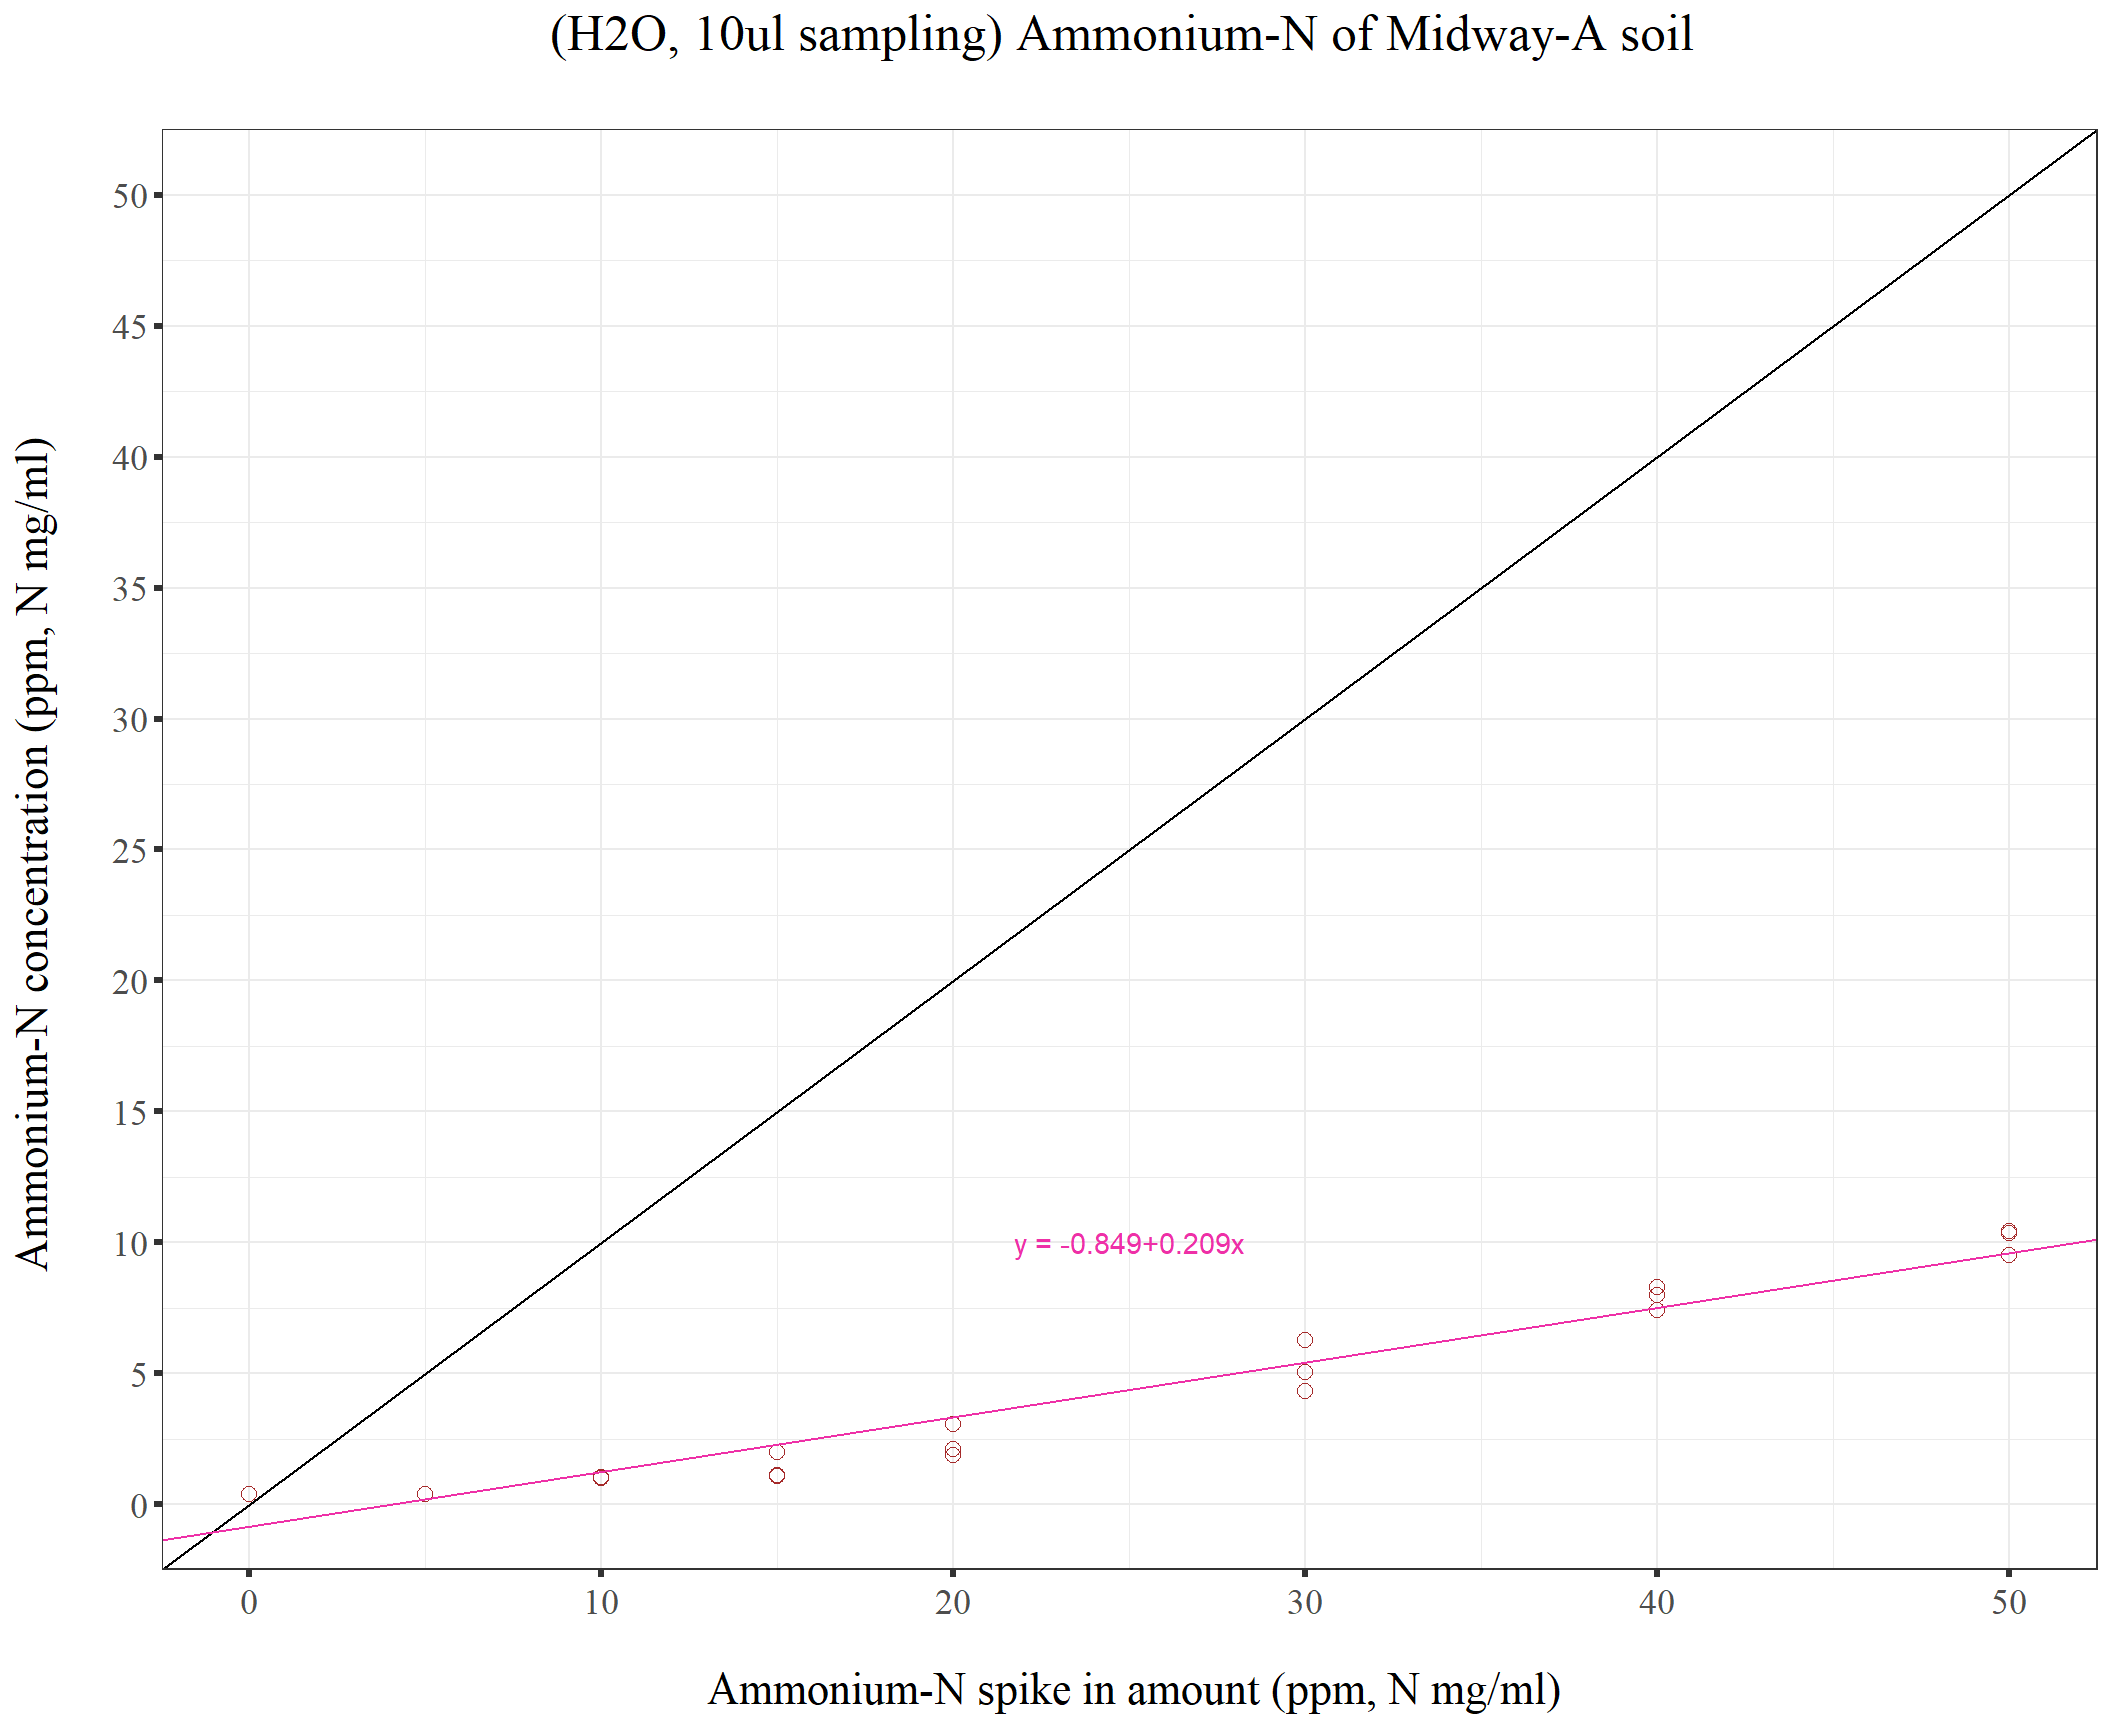 (H2O, 10ul sampling) Ammonium-N of Midway-A soil
Ammonium-N concentration (ppm, N mg/ml)
50
45
40
35
30
25
20
15
10
5
0
y = -0.849+0.209x
0 10 20 30 40 50
Ammonium-N spike in amount (ppm, N mg/ml)